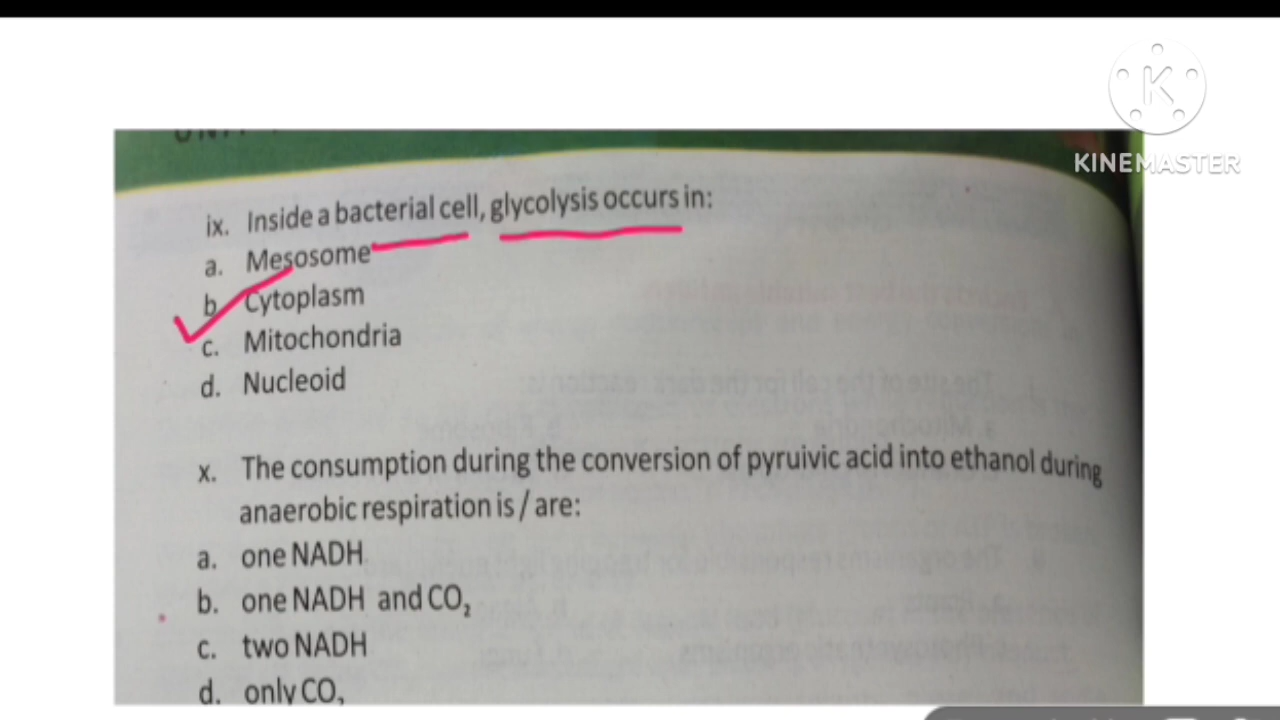 KINEMASTER
ix. Inside a bacterial cell, glycolysis occurs in:
a. Mesosome
b. Cytoplasm
c. Mitochondria
d. Nucleoid
x. The consumption during the conversion of pyruivic acid into ethanol during
anaerobic respiration is / are:
a. one NADH
b. one NADH and CO₂
c. two NADH
d. only CO₂